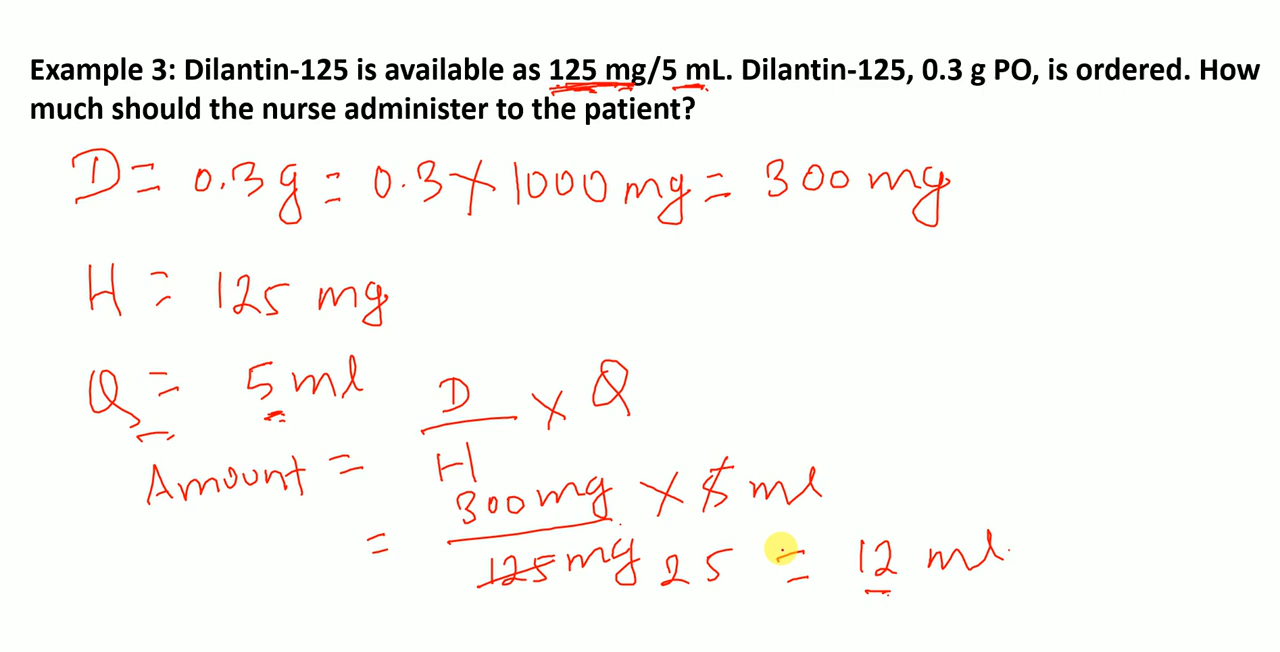 Example 3: Dilantin-125 is available as 125 mg/5 mL. Dilantin-125, 0.3 g PO, is ordered. How
much should the nurse administer to the patient?
D = 0.3 g = 0.3 X 1000 mg = 300 mg
H = 125 mg
Q = 5 ml
Amount = D/H X Q
= 300 mg/125 mg 25 X 5 ml = 12 ml.